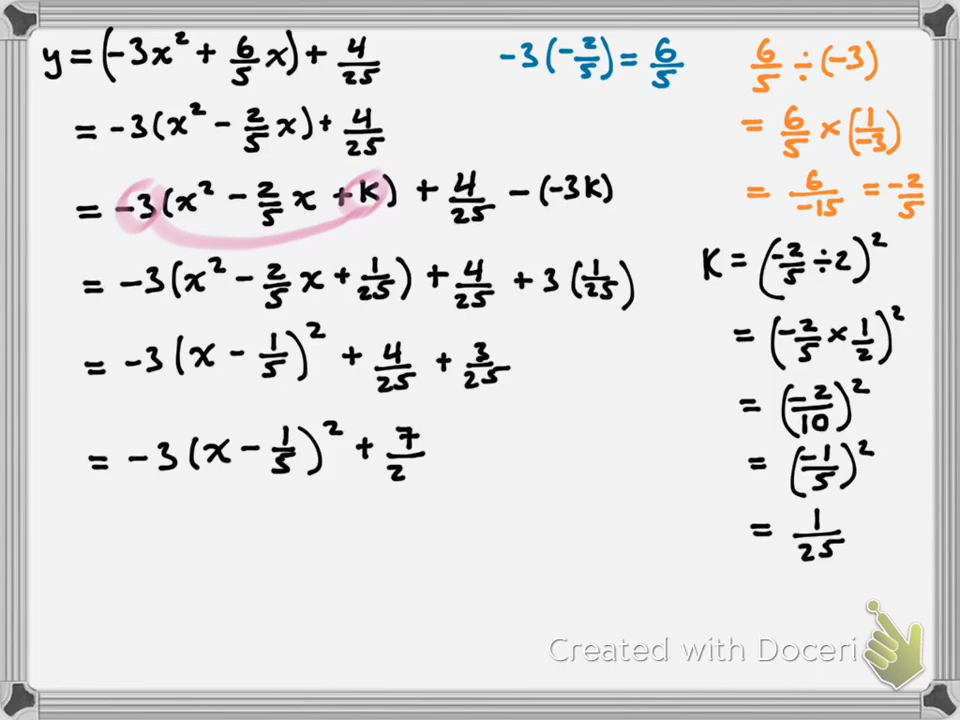 y = (-3x² + 6/5 x) + 4/25
= -3(x² - 2/5 x) + 4/25
= -3(x² - 2/5 x + k) + 4/25 - (-3k)
= -3(x² - 2/5 x + 1/25) + 4/25 + 3(1/25)
= -3(x - 1/5)² + 4/25 + 3/25
= -3(x - 1/5)² + 7/2
-3(-2/5) = 6/5
6/5 ÷ (-3)
= 6/5 × (1/-3)
= 6/-15 = -2/5
K = (-2/5 ÷ 2)²
= (-2/5 × 1/2)²
= (-2/10)²
= (-1/5)²
= 1/25
Created with Doceri